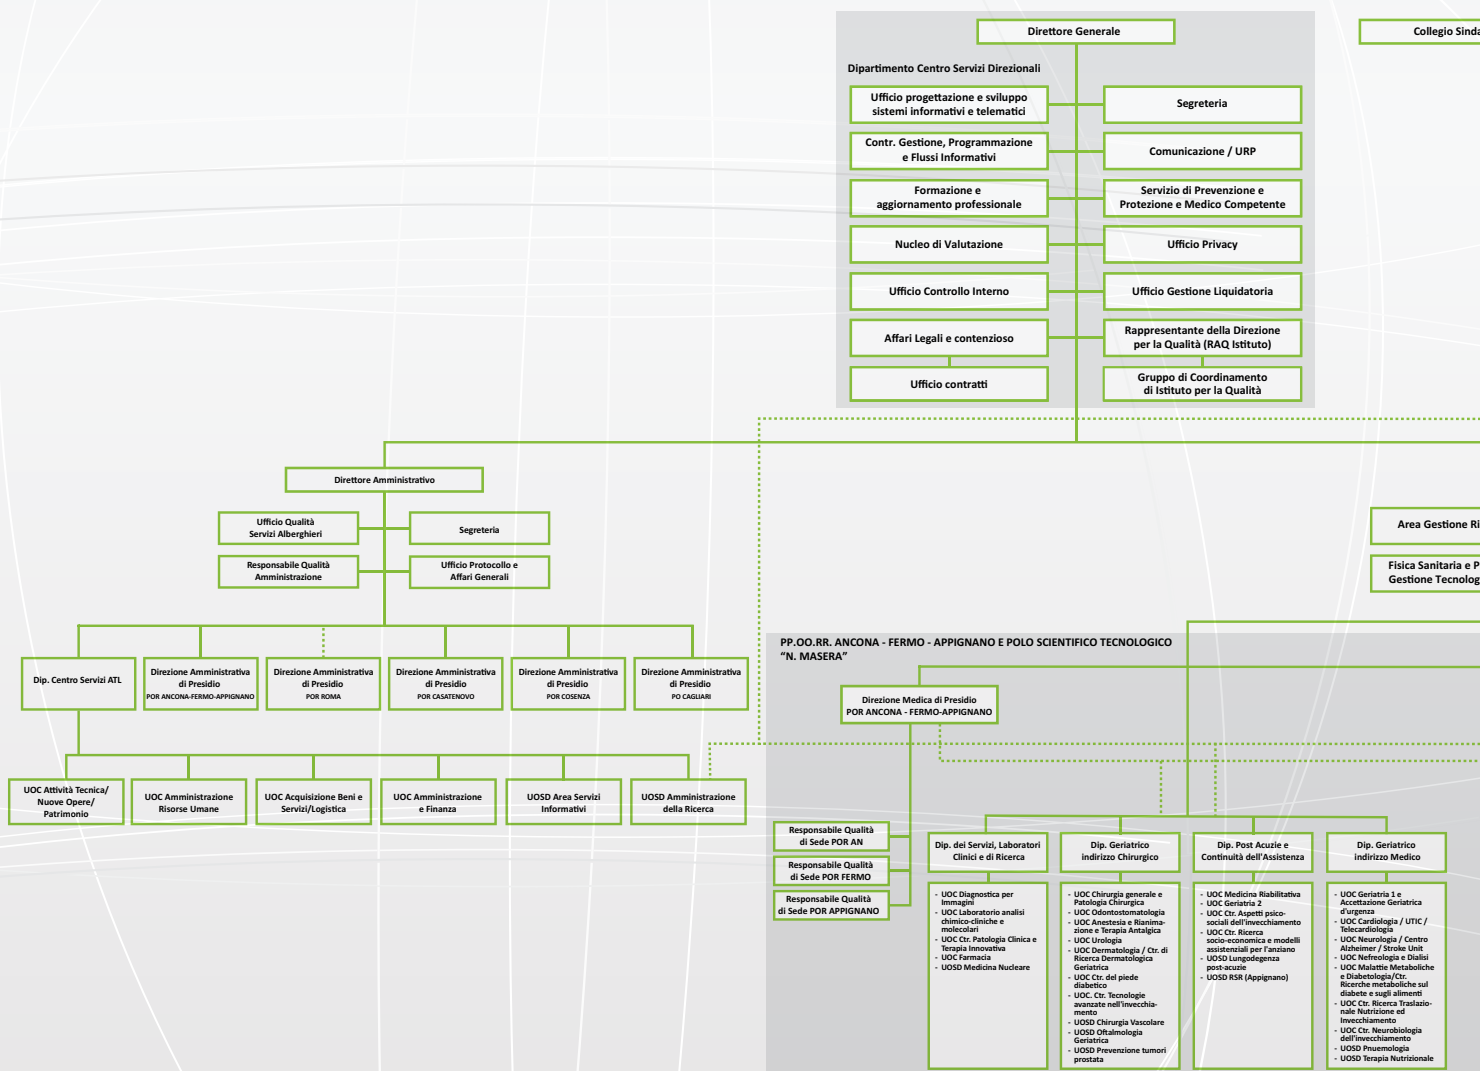 Direttore Generale
Collegio
Dipartimento Centro Servizi Direzionali
Ufficio progettazione e sviluppo
sistemi informativi e telematici
Segreteria
Contr. Gestione, Programmazione
e Flussi Informativi
Comunicazione / URP
Formazione e
aggiornamento professionale
Servizio di Prevenzione e
Protezione e Medico Competente
Nucleo di Valutazione
Ufficio Privacy
Ufficio Controllo Interno
Ufficio Gestione Liquidatoria
Affari Legali e contenzioso
Rappresentante della Direzione
per la Qualità (RAQ Istituto)
Ufficio contratti
Gruppo di Coordinamento
di Istituto per la Qualità
Direttore Amministrativo
Ufficio Qualità
Servizi Alberghieri
Segreteria
Responsabile Qualità
Amministrazione
Ufficio Protocollo e
Affari Generali
Area Gestione
Fisica Sanitaria e
Gestione
Dip. Centro Servizi ATL
Direzione Amministrativa
di Presidio
POR ANCONA-FERMO-APPIGNANO
Direzione Amministrativa
di Presidio
POR ROMA
Direzione Amministrativa
di Presidio
POR CASATENOVO
Direzione Amministrativa
di Presidio
POR COSENZA
Direzione Amministrativa
di Presidio
PO CAGLIARI
UOC Attività Tecnica/
Nuove Opere/
Patrimonio
UOC Amministrazione
Risorse Umane
UOC Acquisizione Beni e
Servizi/Logistica
UOC Amministrazione
e Finanza
UOSD Area Servizi
Informativi
UOSD Amministrazione
della Ricerca
PP.OO.RR. ANCONA - FERMO - APPIGNANO E POLO SCIENTIFICO TECNOLOGICO
“N. MASERA”
Direzione Medica di Presidio
POR ANCONA - FERMO-APPIGNANO
Responsabile Qualità
di Sede POR AN
Responsabile Qualità
di Sede POR FERMO
Responsabile Qualità
di Sede POR APPIGNANO
Dip. dei Servizi, Laboratori
Clinici e di Ricerca
- UOC Diagnostica per
Immagini
- UOC Laboratorio analisi
chimico-cliniche e
molecolari
- UOC Ctr. Patologia Clinica e
Terapia Innovativa
- UOC Farmacia
- UOSD Medicina Nucleare
Dip. Geriatrico
indirizzo Chirurgico
- UOC Chirurgia generale e
Patologia Chirurgica
- UOC Odontostomatologia
- UOC Anestesia e Rianima-
zione e Terapia Antalgica
- UOC Urologia
- UOC Dermatologia / Ctr. di
Ricerca Dermatologica
Geriatrica
- UOC Ctr. del piede
diabetico
- UOC. Ctr. Tecnologie
avanzate nell'invecchia-
mento
- UOSD Chirurgia Vascolare
- UOSD Oftalmologia
Geriatrica
- UOSD Prevenzione tumori
prostata
Dip. Post Acuzie e
Continuità dell'Assistenza
- UOC Medicina Riabilitativa
- UOC Geriatria 2
- UOC Ctr. Aspetti psico-
sociali dell'invecchiamento
- UOC Ctr. Ricerca
socio-economica e modelli
assistenziali per l'anziano
- UOSD Lungodegenza
post-acuzie
- UOSD RSR (Appignano)
Dip. Geriatrico
indirizzo Medico
- UOC Geriatria 1 e
Accettazione Geriatrica
d'urgenza
- UOC Cardiologia / UTIC /
Telecardiologia
- UOC Neurologia / Centro
Alzheimer / Stroke Unit
- UOC Nefreologia e Dialisi
- UOC Malattie Metaboliche
e Diabetologia/Ctr.
Ricerche metaboliche sul
diabete e sugli alimenti
- UOC Ctr. Ricerca Traslazio-
nale Nutrizione ed
Invecchiamento
- UOC Ctr. Neurobiologia
dell'invecchiamento
- UOSD Pnuemologia
- UOSD Terapia Nutrizionale